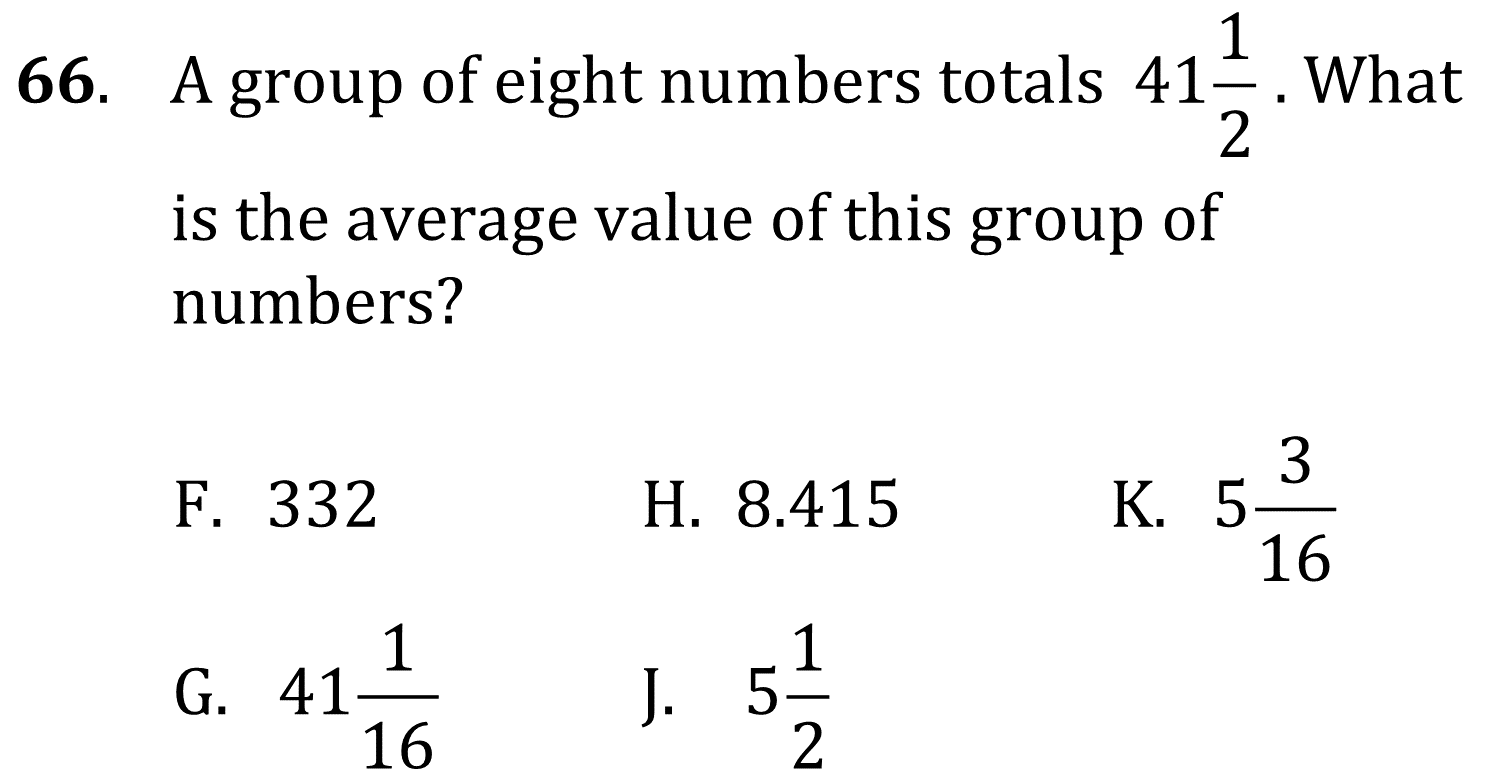 66. A group of eight numbers totals 41 1/2 . What
is the average value of this group of
numbers?
F. 332 H. 8.415 K. 5 3/16
G. 41 1/16 J. 5 1/2